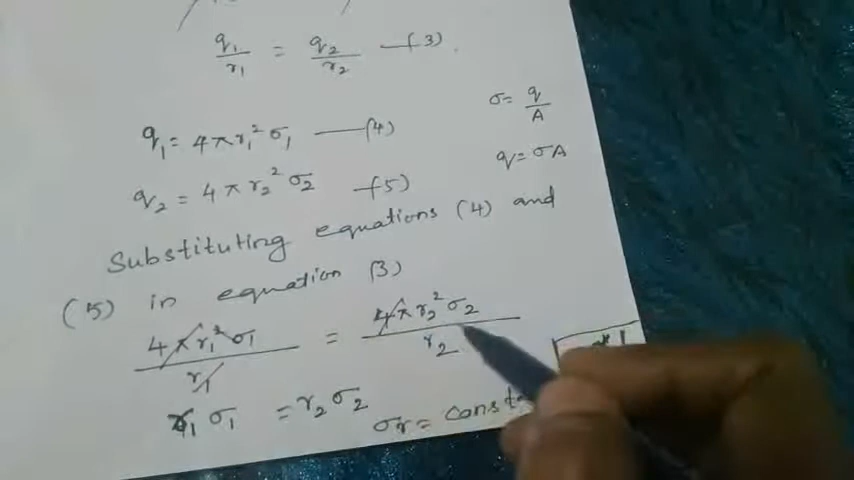 q₁/r₁ = q₂/r₂ —(3).
σ = q/A
q₁ = 4πr₁²σ₁ —(4)
q = σA
q₂ = 4πr₂²σ₂ —(5)
Substituting equations (4) and
(5) in equation (3)
4πr₁²σ₁/r₁ = 4πr₂²σ₂/r₂
r₁σ₁ = r₂σ₂
σr = const